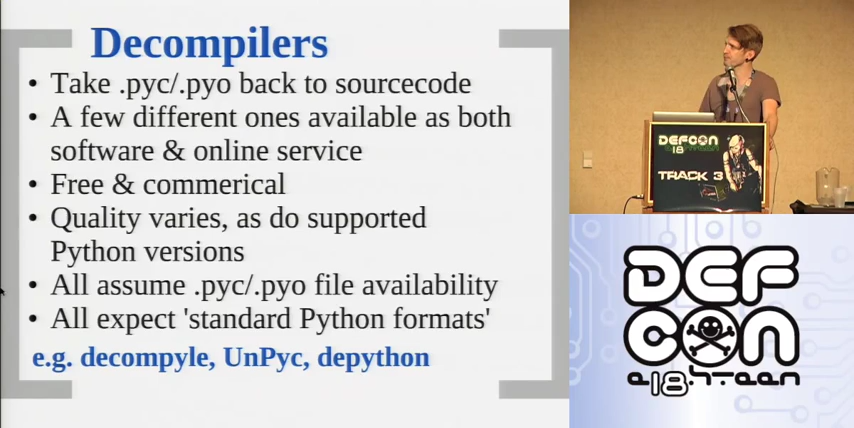 Decompilers
• Take .pyc/.pyo back to sourcecode
• A few different ones available as both
software & online service
• Free & commerical
• Quality varies, as do supported
Python versions
• All assume .pyc/.pyo file availability
• All expect 'standard Python formats'
e.g. decompyle, UnPyc, depython
DEFCON
18
TRACK 3
DEF
CON
e18h-teen